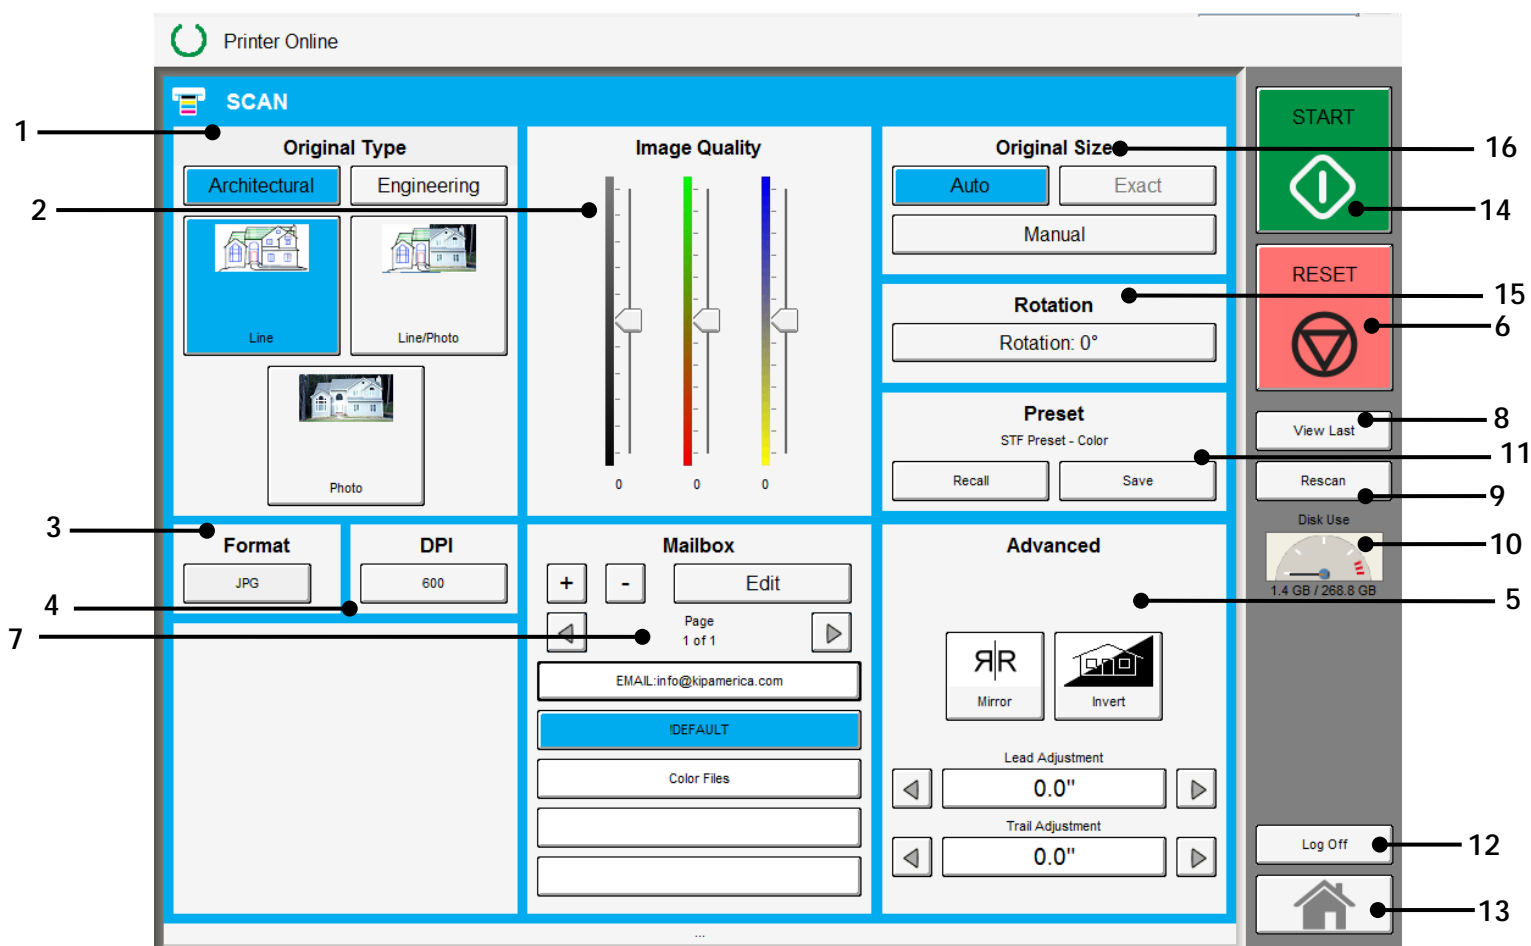 Printer Online
SCAN
1
Original Type
Architectural
Engineering
Line
Line/Photo
Photo
2
Image Quality
0
0
0
Original Size
16
Auto
Exact
Manual
Rotation
15
Rotation: 0°
Preset
STF Preset - Color
11
Recall
Save
START
14
RESET
6
View Last
8
Rescan
9
Disk Use
10
1.4 GB / 268.8 GB
3
Format
JPG
4
DPI
600
7
Mailbox
+
-
Edit
Page
1 of 1
EMAIL:info@kipamerica.com
!DEFAULT
Color Files
Advanced
5
ЯR
Mirror
Invert
Lead Adjustment
0.0"
Trail Adjustment
0.0"
Log Off
12
13
...